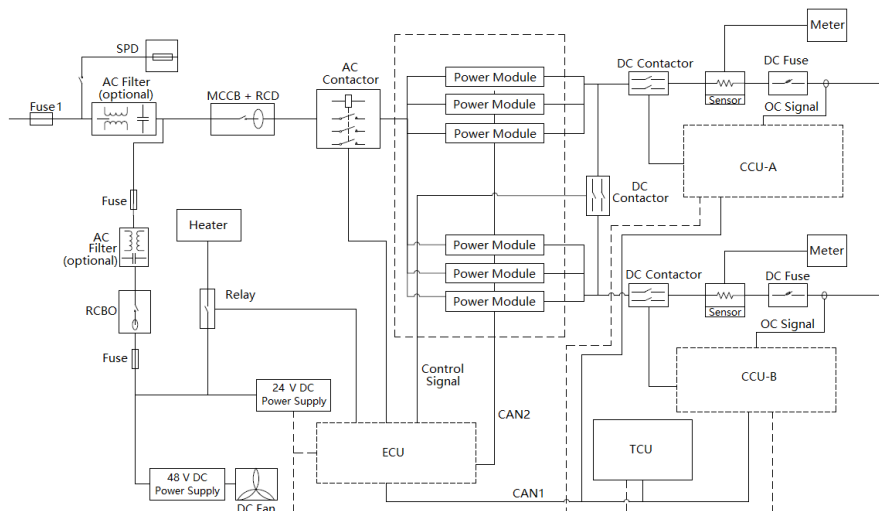 Meter
SPD
AC Filter
(optional)
AC
Contactor
DC Contactor
DC Fuse
Fuse1
MCCB + RCD
Power Module
Power Module
Power Module
Sensor
OC Signal
CCU-A
DC
Contactor
Fuse
Heater
AC
Filter
(optional)
Power Module
Power Module
Power Module
Meter
DC Contactor
DC Fuse
Sensor
OC Signal
Relay
RCBO
Fuse
Control
Signal
CCU-B
24 V DC
Power Supply
CAN2
ECU
TCU
48 V DC
Power Supply
DC Fan
CAN1